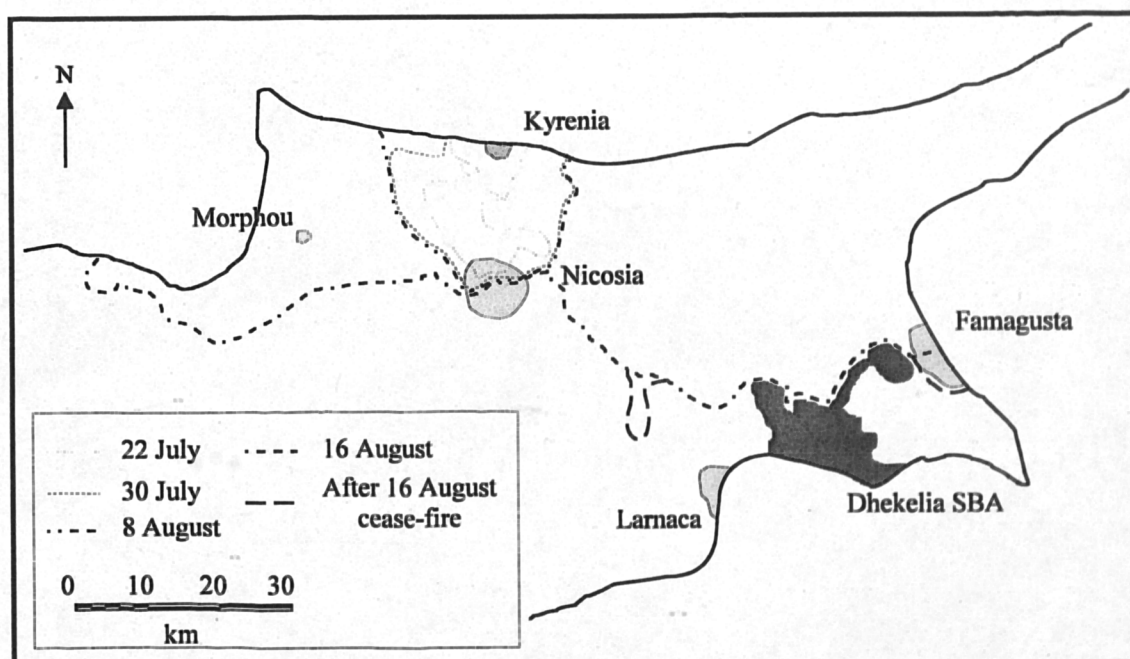 N
Kyrenia
Morphou
Nicosia
Famagusta
22 July
16 August
30 July
After 16 August
cease-fire
8 August
Larnaca
Dhekelia SBA
0 10 20 30
km